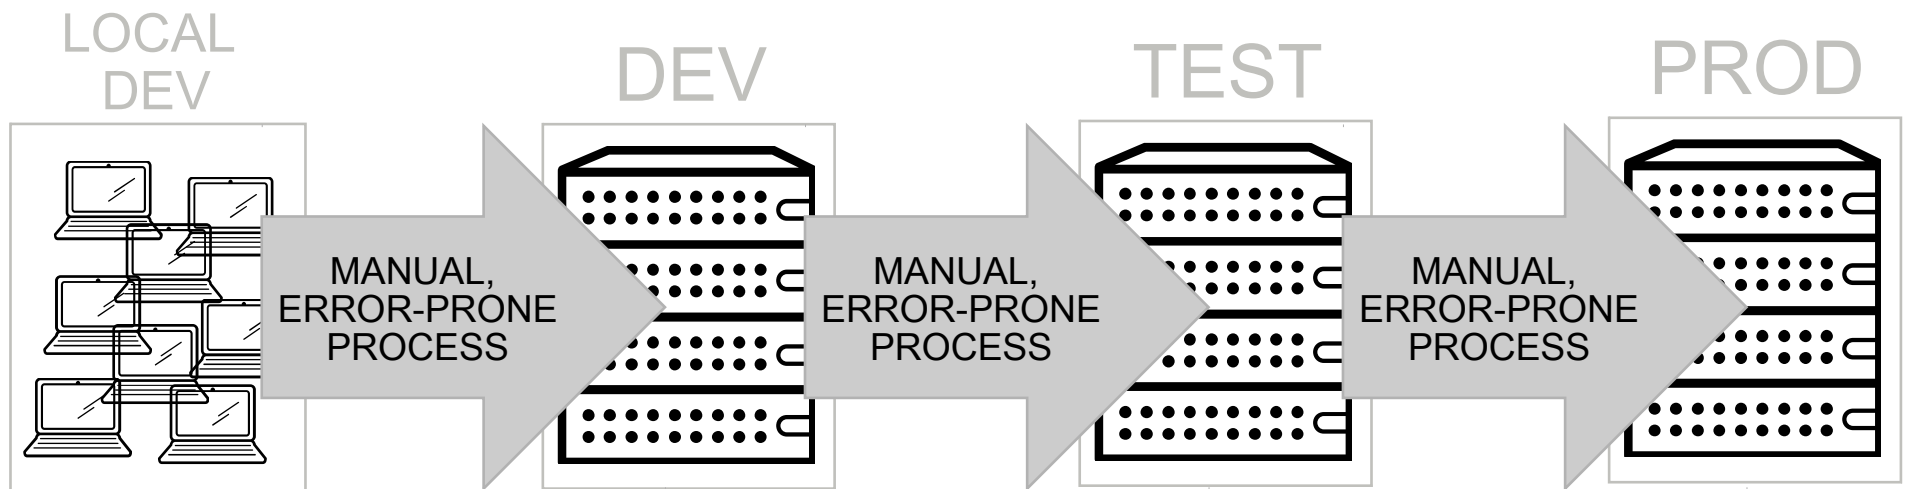 LOCAL
DEV
DEV
TEST
PROD
MANUAL,
ERROR-PRONE
PROCESS
MANUAL,
ERROR-PRONE
PROCESS
MANUAL,
ERROR-PRONE
PROCESS